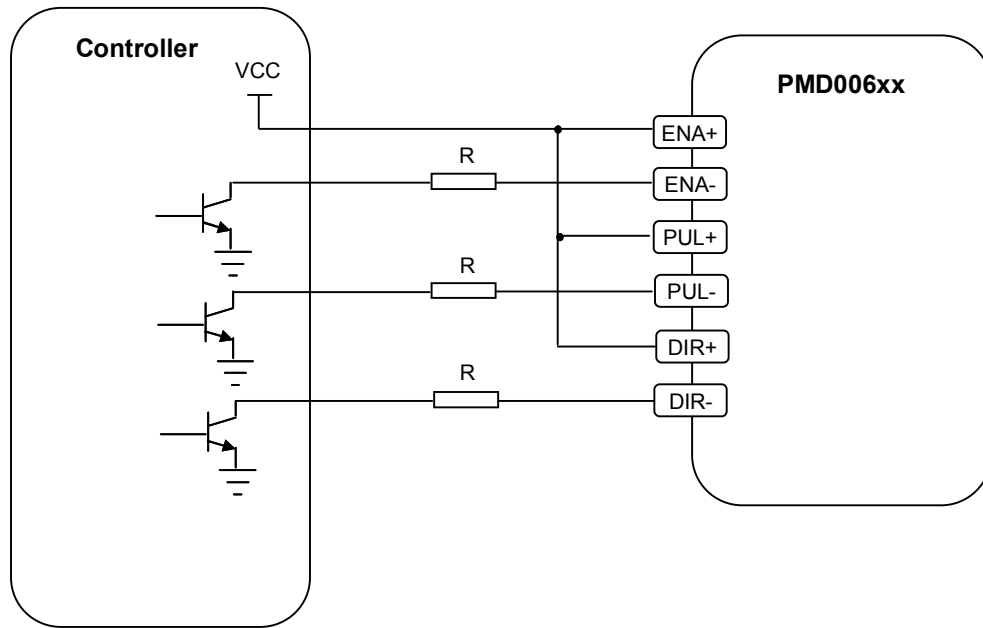 Controller
VCC
PMD006xx
ENA+
R
ENA-
PUL+
R
PUL-
DIR+
R
DIR-